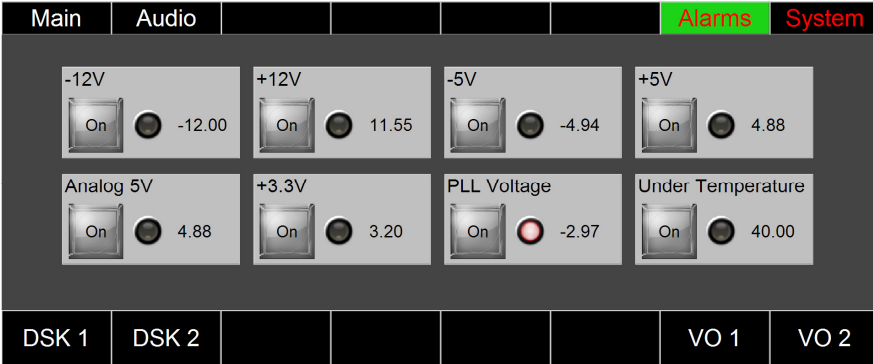 Main Audio Alarms System
-12V +12V -5V +5V
On -12.00 On 11.55 On -4.94 On 4.88
Analog 5V +3.3V PLL Voltage Under Temperature
On 4.88 On 3.20 On -2.97 On 40.00
DSK 1 DSK 2 VO 1 VO 2